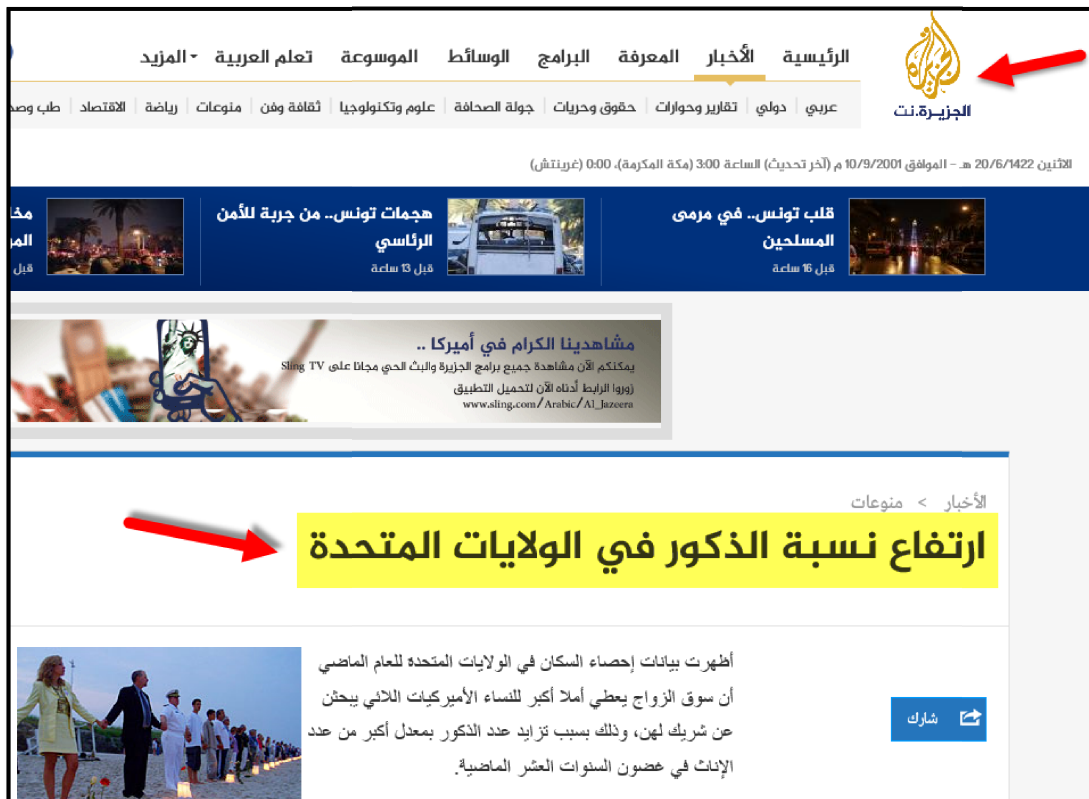 الرئيسية الأخبار المعرفة البرامج الوسائط الموسوعة تعلم العربية المزيد
الجزيرة
الجزيرة.نت
عربي | دولي | تقارير وحوارات | حقوق وحريات | جولة الصحافة | علوم وتكنولوجيا | ثقافة وفن | منوعات | رياضة | الاقتصاد | طب وصح
الاثنين 20/6/1422 هـ - الموافق 10/9/2001 م (آخر تحديث) الساعة 3:00 (مكة المكرمة)، 0:00 (غرينتش)
قلب تونس.. في مرمى
المسلحين
قبل 16 ساعة
هجمات تونس.. من جربة للأمن
الرئاسي
قبل 13 ساعة
مخا
المر
قبل
مشاهدينا الكرام في أميركا ..
يمكنكم الآن مشاهدة جميع برامج الجزيرة والبث الحي مجانا على Sling TV
زوروا الرابط أدناه الآن لتحميل التطبيق
www.sling.com/Arabic/Al_Jazeera
الأخبار > منوعات
ارتفاع نسبة الذكور في الولايات المتحدة
أظهرت بيانات إحصاء السكان في الولايات المتحدة للعام الماضي
أن سوق الزواج يعطي أملا أكبر للنساء الأميركيات اللائي يبحثن
عن شريك لهن، وذلك بسبب تزايد عدد الذكور بمعدل أكبر من عدد
الإناث في غضون السنوات العشر الماضية.
شارك